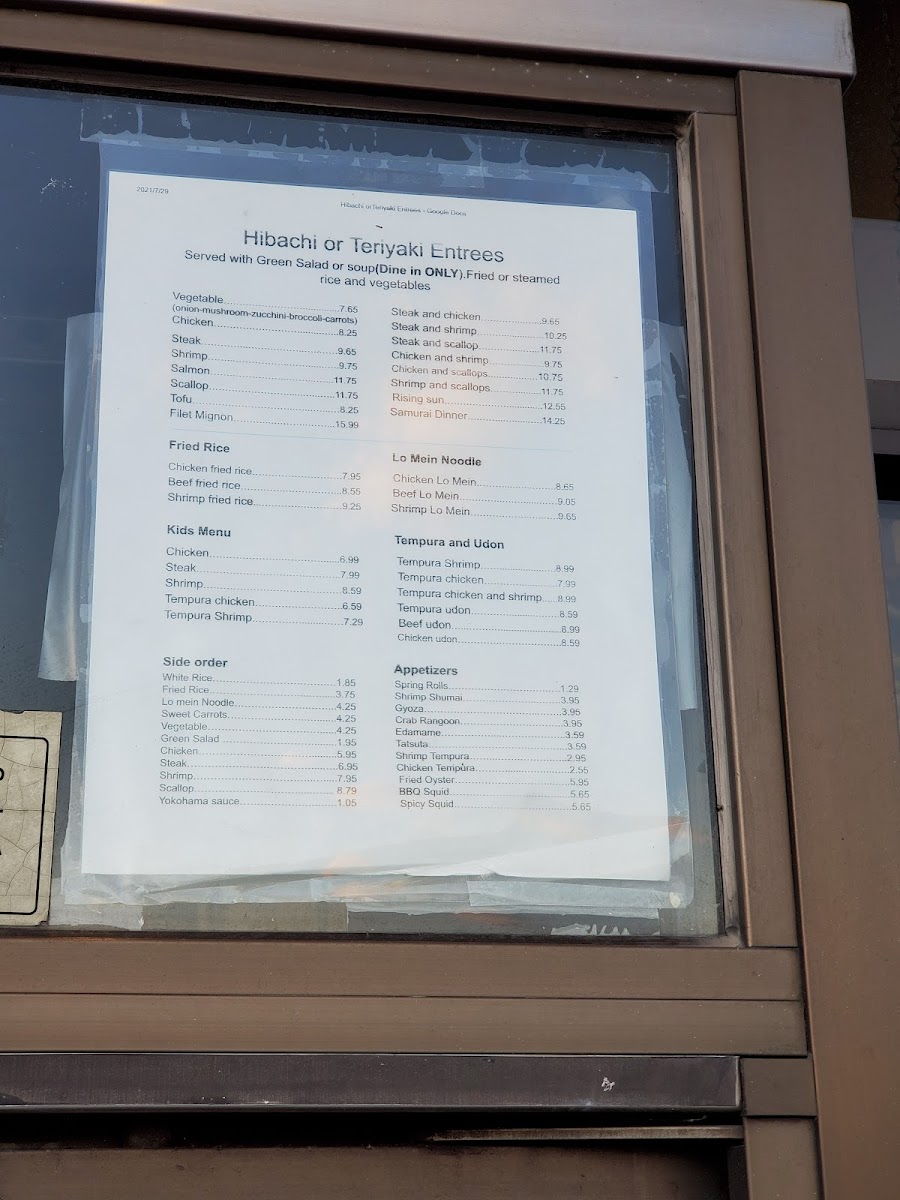 2021/7/29
Hibachi or Teriyaki Entrees - Google Docs
Hibachi or Teriyaki Entrees
Served with Green Salad or soup(Dine in ONLY).Fried or steamed
rice and vegetables
Vegetable...7.65
(onion-mushroom-zucchini-broccoli-carrots)
Chicken...8.25
Steak...9.65
Shrimp...9.75
Salmon...11.75
Scallop...11.75
Tofu...8.25
Filet Mignon...15.99
Steak and chicken...9.65
Steak and shrimp...10.25
Steak and scallop...11.75
Chicken and shrimp...9.75
Chicken and scallops...10.75
Shrimp and scallops...11.75
Rising sun...12.55
Samurai Dinner...14.25
Fried Rice
Chicken fried rice...7.95
Beef fried rice...8.55
Shrimp fried rice...9.25
Lo Mein Noodle
Chicken Lo Mein...8.65
Beef Lo Mein...9.05
Shrimp Lo Mein...9.65
Kids Menu
Chicken...6.99
Steak...7.99
Shrimp...8.59
Tempura chicken...6.59
Tempura Shrimp...7.29
Tempura and Udon
Tempura Shrimp...8.99
Tempura chicken...7.99
Tempura chicken and shrimp...8.99
Tempura udon...8.59
Beef udon...8.99
Chicken udon...8.59
Side order
White Rice...1.85
Fried Rice...3.75
Lo mein Noodle...4.25
Sweet Carrots...4.25
Vegetable...4.25
Green Salad...1.95
Chicken...5.95
Steak...6.95
Shrimp...7.95
Scallop...8.79
Yokohama sauce...1.05
Appetizers
Spring Rolls...1.29
Shrimp Shumai...3.95
Gyoza...3.95
Crab Rangoon...3.95
Edamame...3.59
Tatsuta...3.59
Shrimp Tempura...2.95
Chicken Tempura...2.55
Fried Oyster...5.95
BBQ Squid...5.65
Spicy Squid...5.65